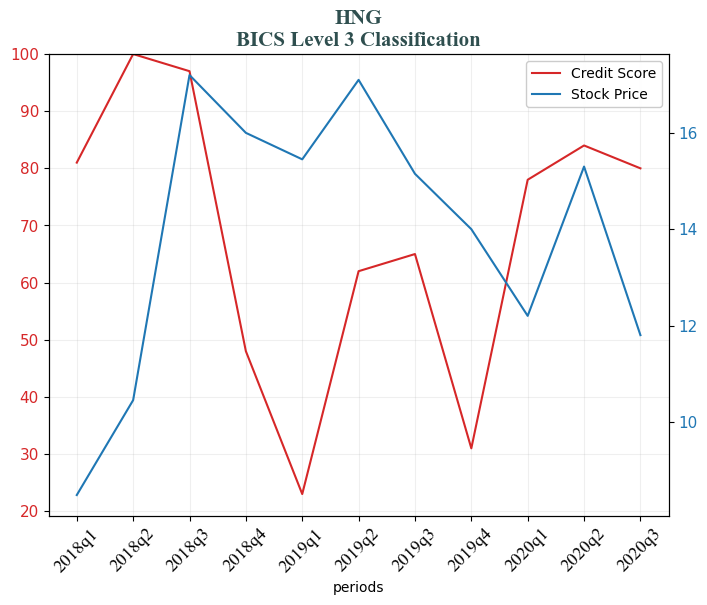 HNG
BICS Level 3 Classification
Credit Score
Stock Price
100
90
80
70
60
50
40
30
20
16
14
12
10
2018q1
2018q2
2018q3
2018q4
2019q1
2019q2
2019q3
2019q4
2020q1
2020q2
2020q3
periods